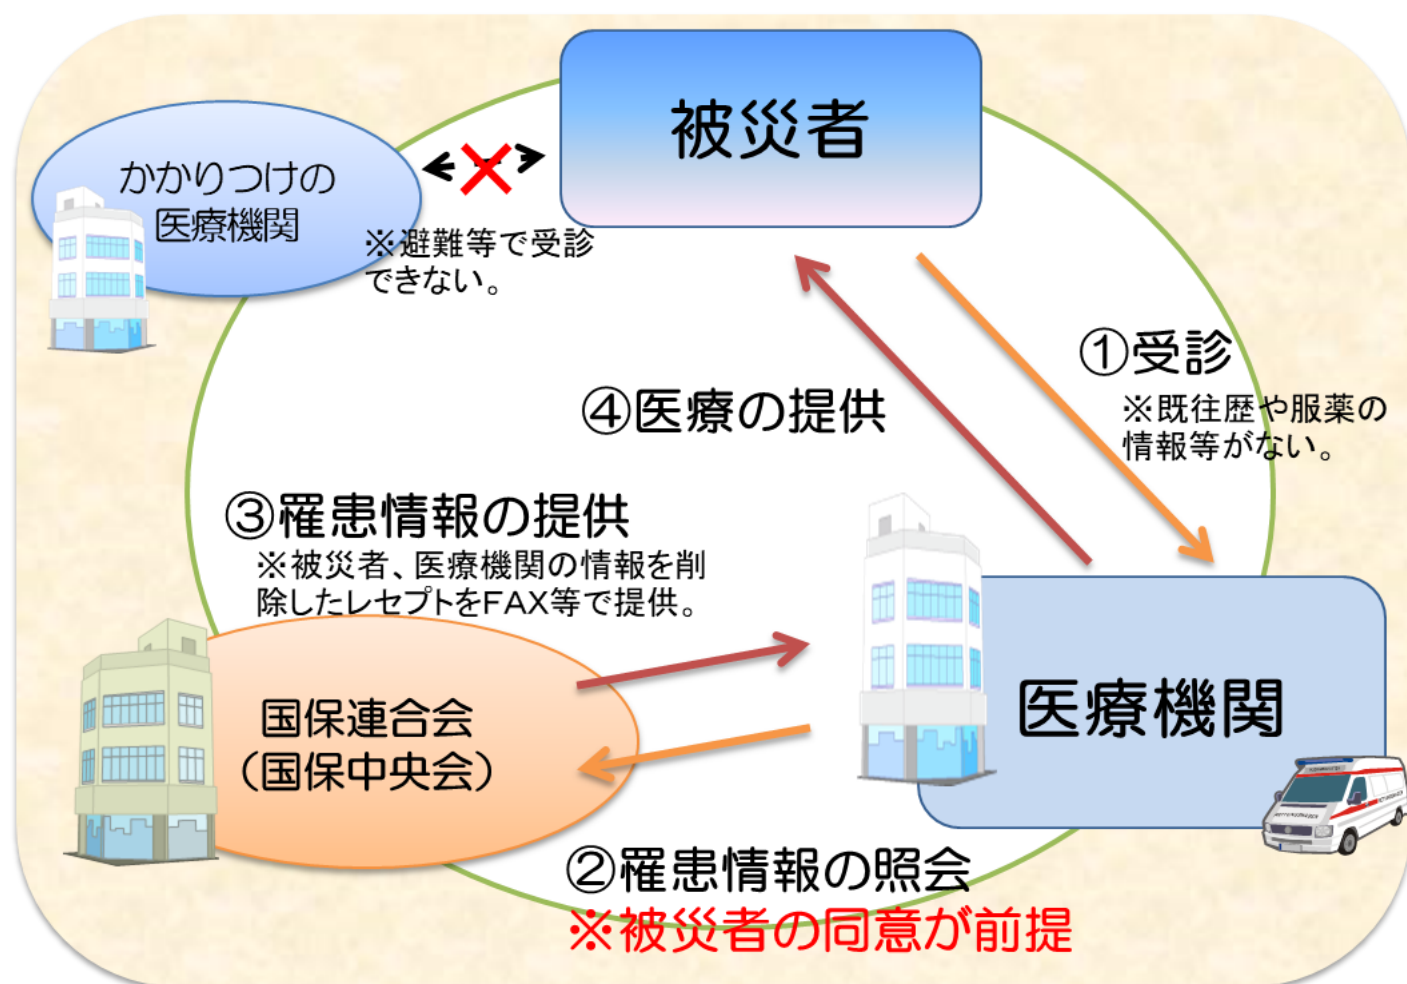 被災者
かかりつけの
医療機関
※避難等で受診
できない。
①受診
※既往歴や服薬の
情報等がない。
④医療の提供
③罹患情報の提供
※被災者、医療機関の情報を削
除したレセプトをFAX等で提供。
国保連合会
（国保中央会）
医療機関
②罹患情報の照会
※被災者の同意が前提